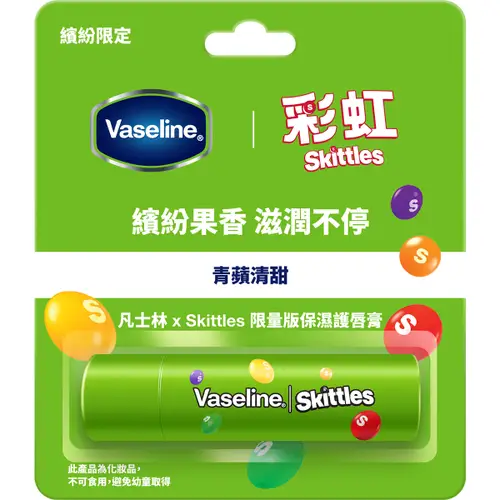 繽紛限定
Vaseline®
彩虹
Skittles
繽紛果香 滋潤不停
青蘋清甜
凡士林 x Skittles 限量版保濕護唇膏
Vaseline® | Skittles
此產品為化妝品，
不可食用，避免幼童取得